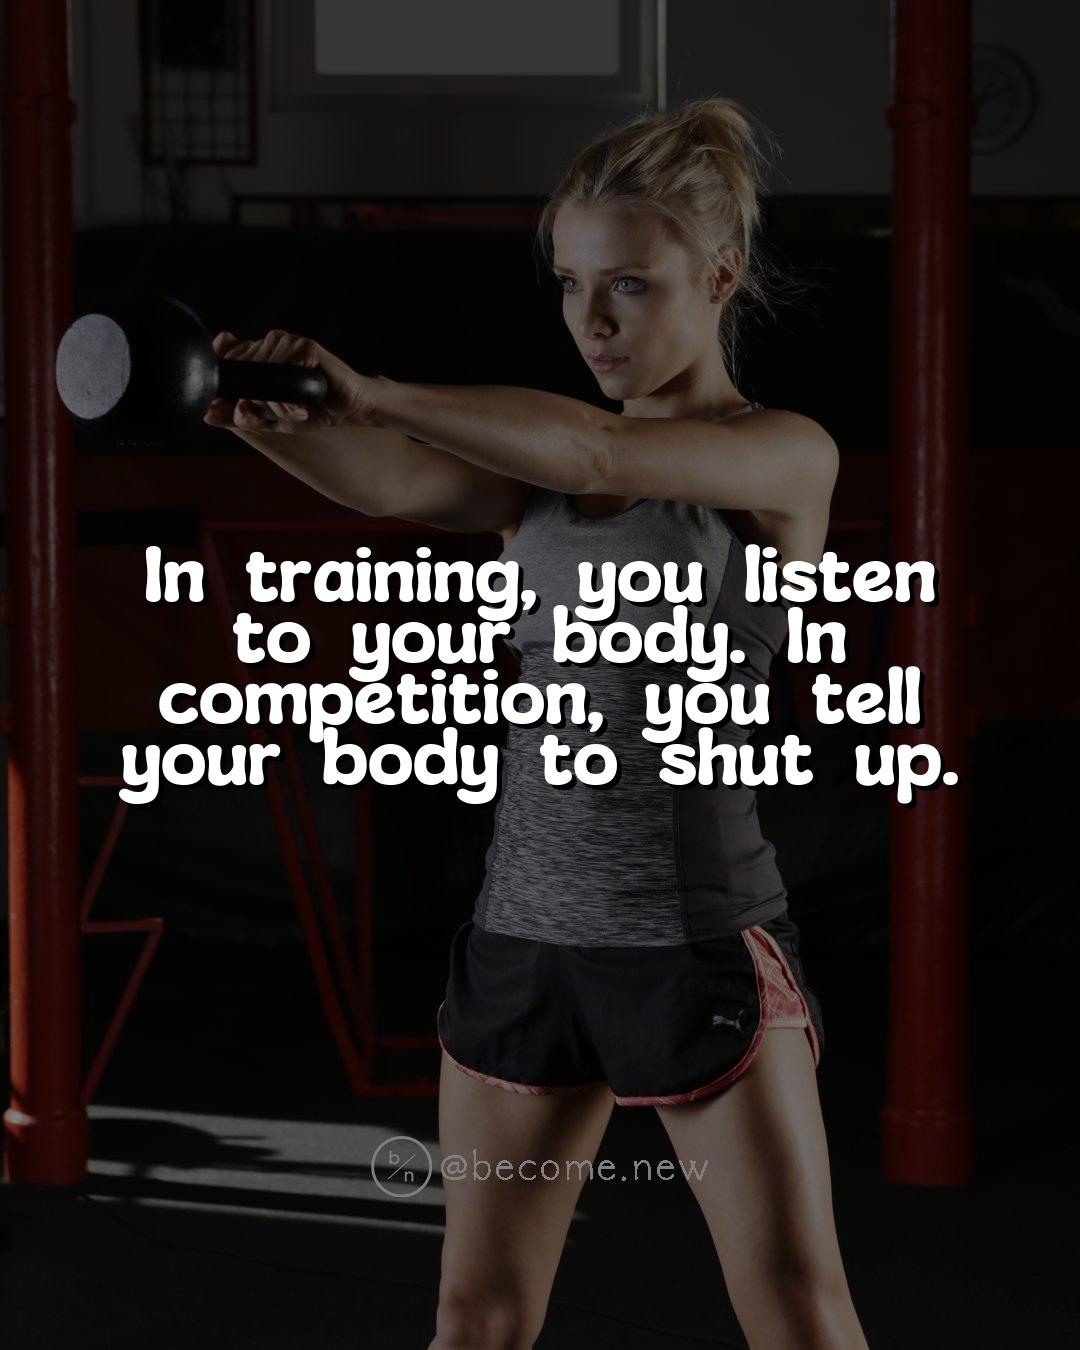 In training, you listen
to your body. In
competition, you tell
your body to shut up.
b/n @become.new